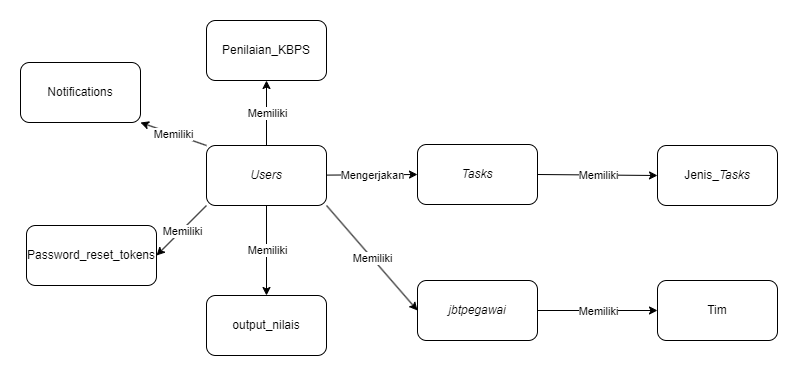 Penilaian_KBPS
Notifications
Memiliki
Memiliki
Users
Mengerjakan
Tasks
Memiliki
Jenis_Tasks
Memiliki
Password_reset_tokens
Memiliki
Memiliki
output_nilais
jbtpegawai
Memiliki
Tim